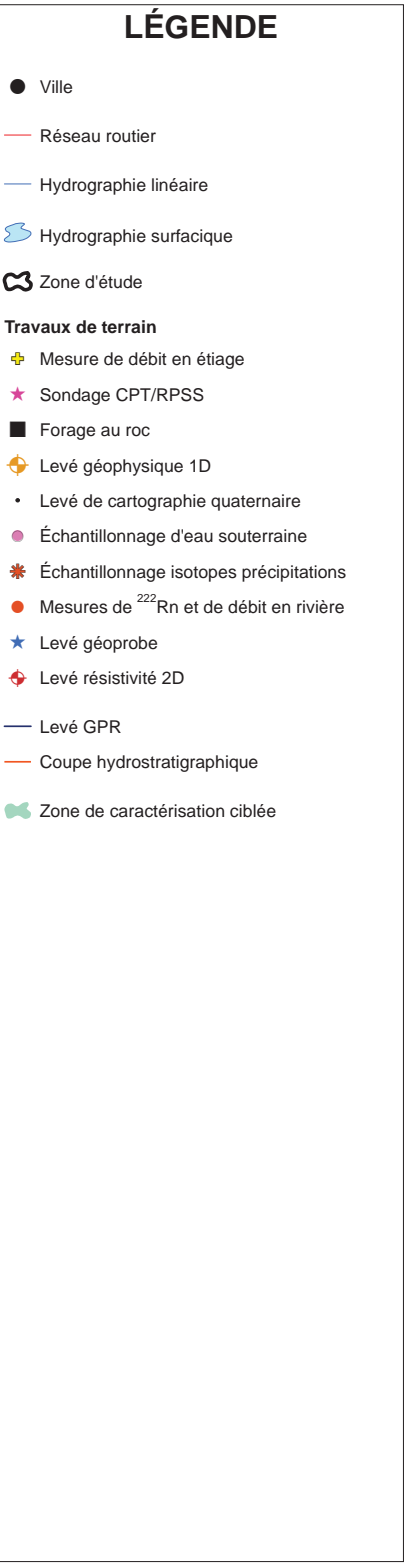 LÉGENDE
Ville
Réseau routier
Hydrographie linéaire
Hydrographie surfacique
Zone d'étude
Travaux de terrain
Mesure de débit en étiage
Sondage CPT/RPSS
Forage au roc
Levé géophysique 1D
Levé de cartographie quaternaire
Échantillonnage d'eau souterraine
Échantillonnage isotopes précipitations
Mesures de ²²²Rn et de débit en rivière
Levé géoprobe
Levé résistivité 2D
Levé GPR
Coupe hydrostratigraphique
Zone de caractérisation ciblée